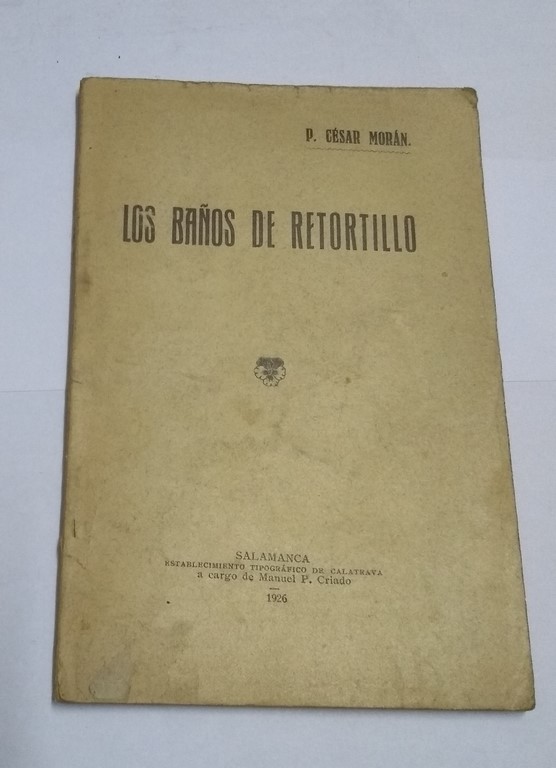 P. CÉSAR MORÁN.
LOS BAÑOS DE RETORTILLO
SALAMANCA
ESTABLECIMIENTO TIPOGRÁFICO DE CALATRAVA
a cargo de Manuel P. Criado
1926